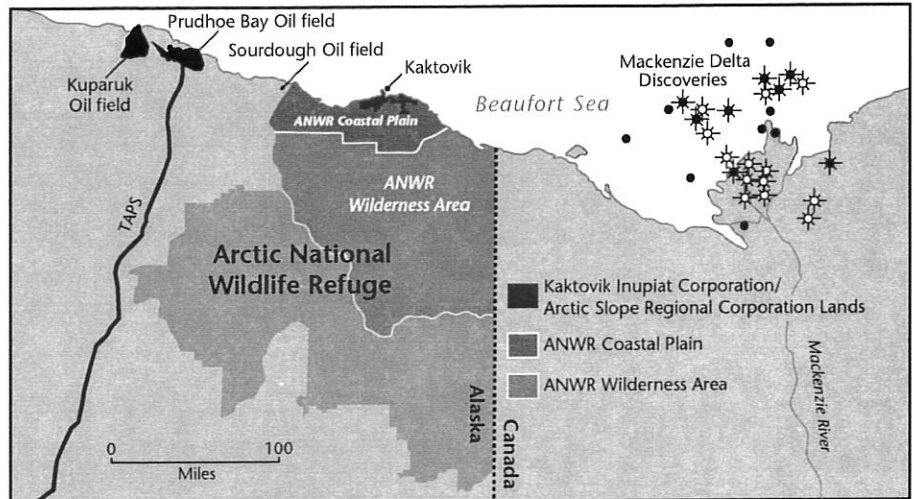 Prudhoe Bay Oil field
Sourdough Oil field
Kuparuk
Oil field
Kaktovik
Mackenzie Delta
Discoveries
Beaufort Sea
ANWR Coastal Plain
ANWR
Wilderness Area
TAPS
Arctic National
Wildlife Refuge
Kaktovik Inupiat Corporation/
Arctic Slope Regional Corporation Lands
ANWR Coastal Plain
ANWR Wilderness Area
Mackenzie River
Alaska
Canada
0 100
Miles